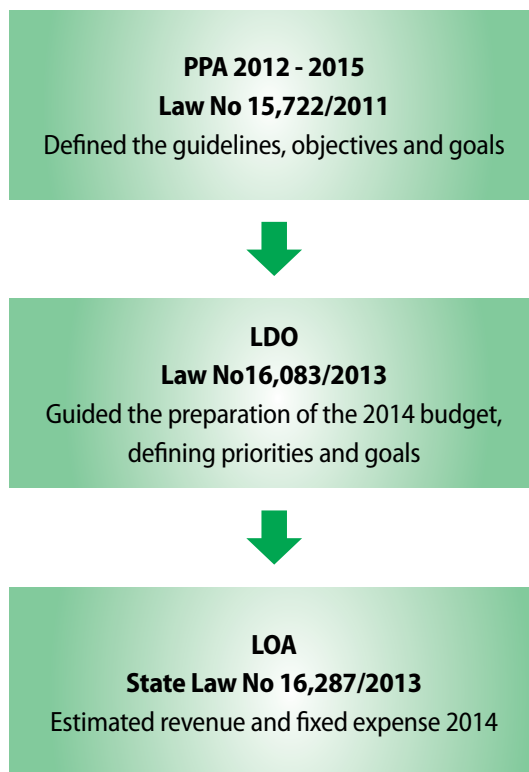 PPA 2012 - 2015
Law No 15,722/2011
Defined the guidelines, objectives and goals
LDO
Law No16,083/2013
Guided the preparation of the 2014 budget,
defining priorities and goals
LOA
State Law No 16,287/2013
Estimated revenue and fixed expense 2014